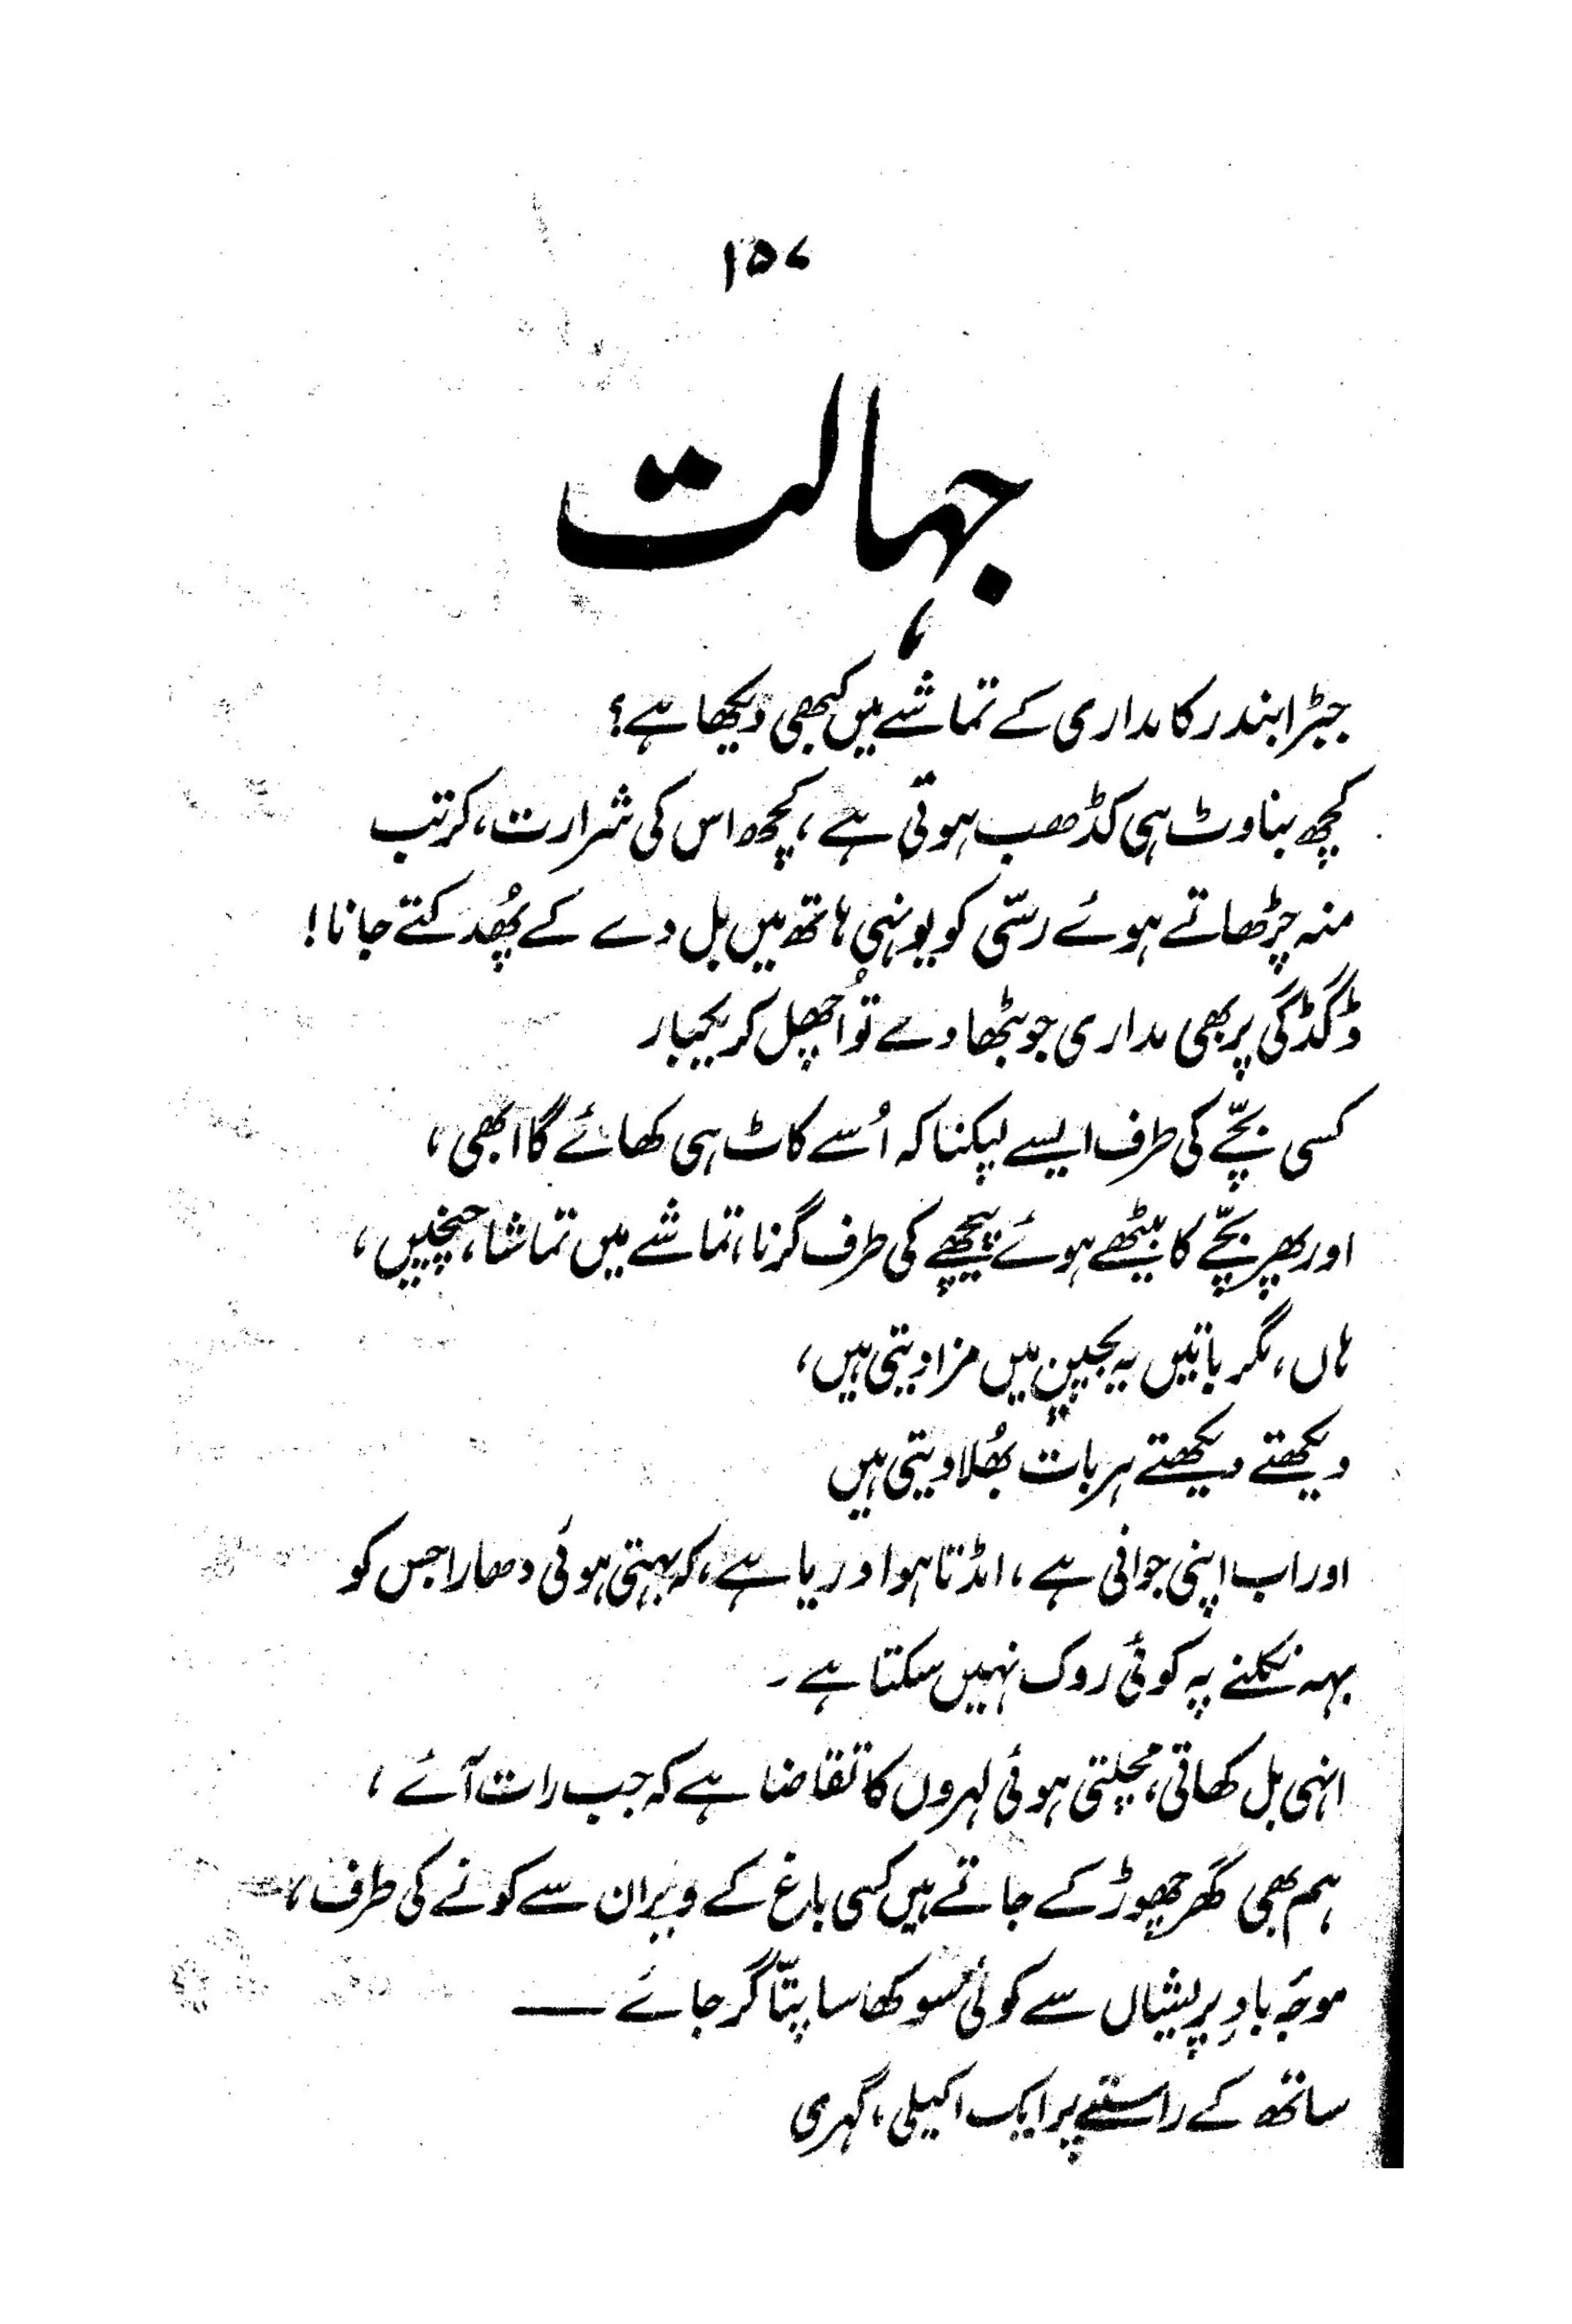 ۱۵۷
جہالت
جبڑا بندر کا مداری کے تماشے میں کبھی دیکھا ہے؟
کچھ بناوٹ ہی کڈھب ہوتی ہے، کچھ اس کی شرارت، کرتب
منہ چڑھاتے ہوئے رسّی کو یونہی ہاتھ میں بل دے کے پھُدکتے جانا!
ڈگڈگی پر بھی مداری جو بٹھا دے تو اُچھل کر یکبار
کسی بچّے کی طرف ایسے لپکنا کہ اُسے کاٹ ہی کھائے گا ابھی،
اور پھر بچّے کا بیٹھے ہوئے پیچھے کی طرف گرنا، تماشے میں تماشا، چیخیں،
ہاں، مگر باتیں یہ بچپن میں مزا دیتی ہیں،
دیکھتے دیکھتے ہر بات بھُلا دیتی ہیں
اور اب اپنی جوانی ہے، امڈتا ہوا دریا ہے، کہ بہتی ہوئی دھارا جس کو
بہہ نکلنے پہ کوئی روک نہیں سکتا ہے۔
انہی بل کھاتی، مچلتی ہوئی لہروں کا تقاضا ہے کہ جب رات آئے،
ہم بھی گھر چھوڑ کے جاتے ہیں کسی باغ کے ویران سے کونے کی طرف،
موجۂ بادِ پریشاں سے کوئی سُوکھا سا پتّا گر جائے ——
ساتھ کے راستے پر ایک اکیلی، گہری